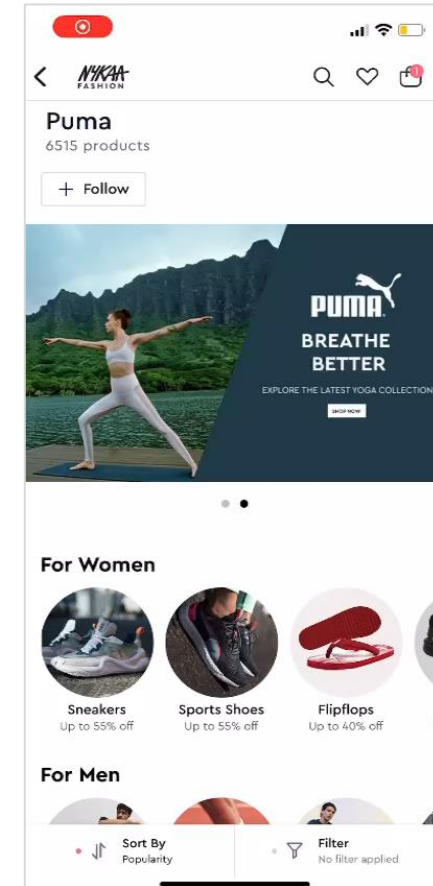 NYKAA
FASHION
1
Puma
6515 products
+ Follow
PUMA
BREATHE
BETTER
EXPLORE THE LATEST YOGA COLLECTION
SHOP NOW
For Women
Sneakers
Up to 55% off
Sports Shoes
Up to 55% off
Flipflops
Up to 40% off
For Men
Sort By
Popularity
Filter
No filter applied